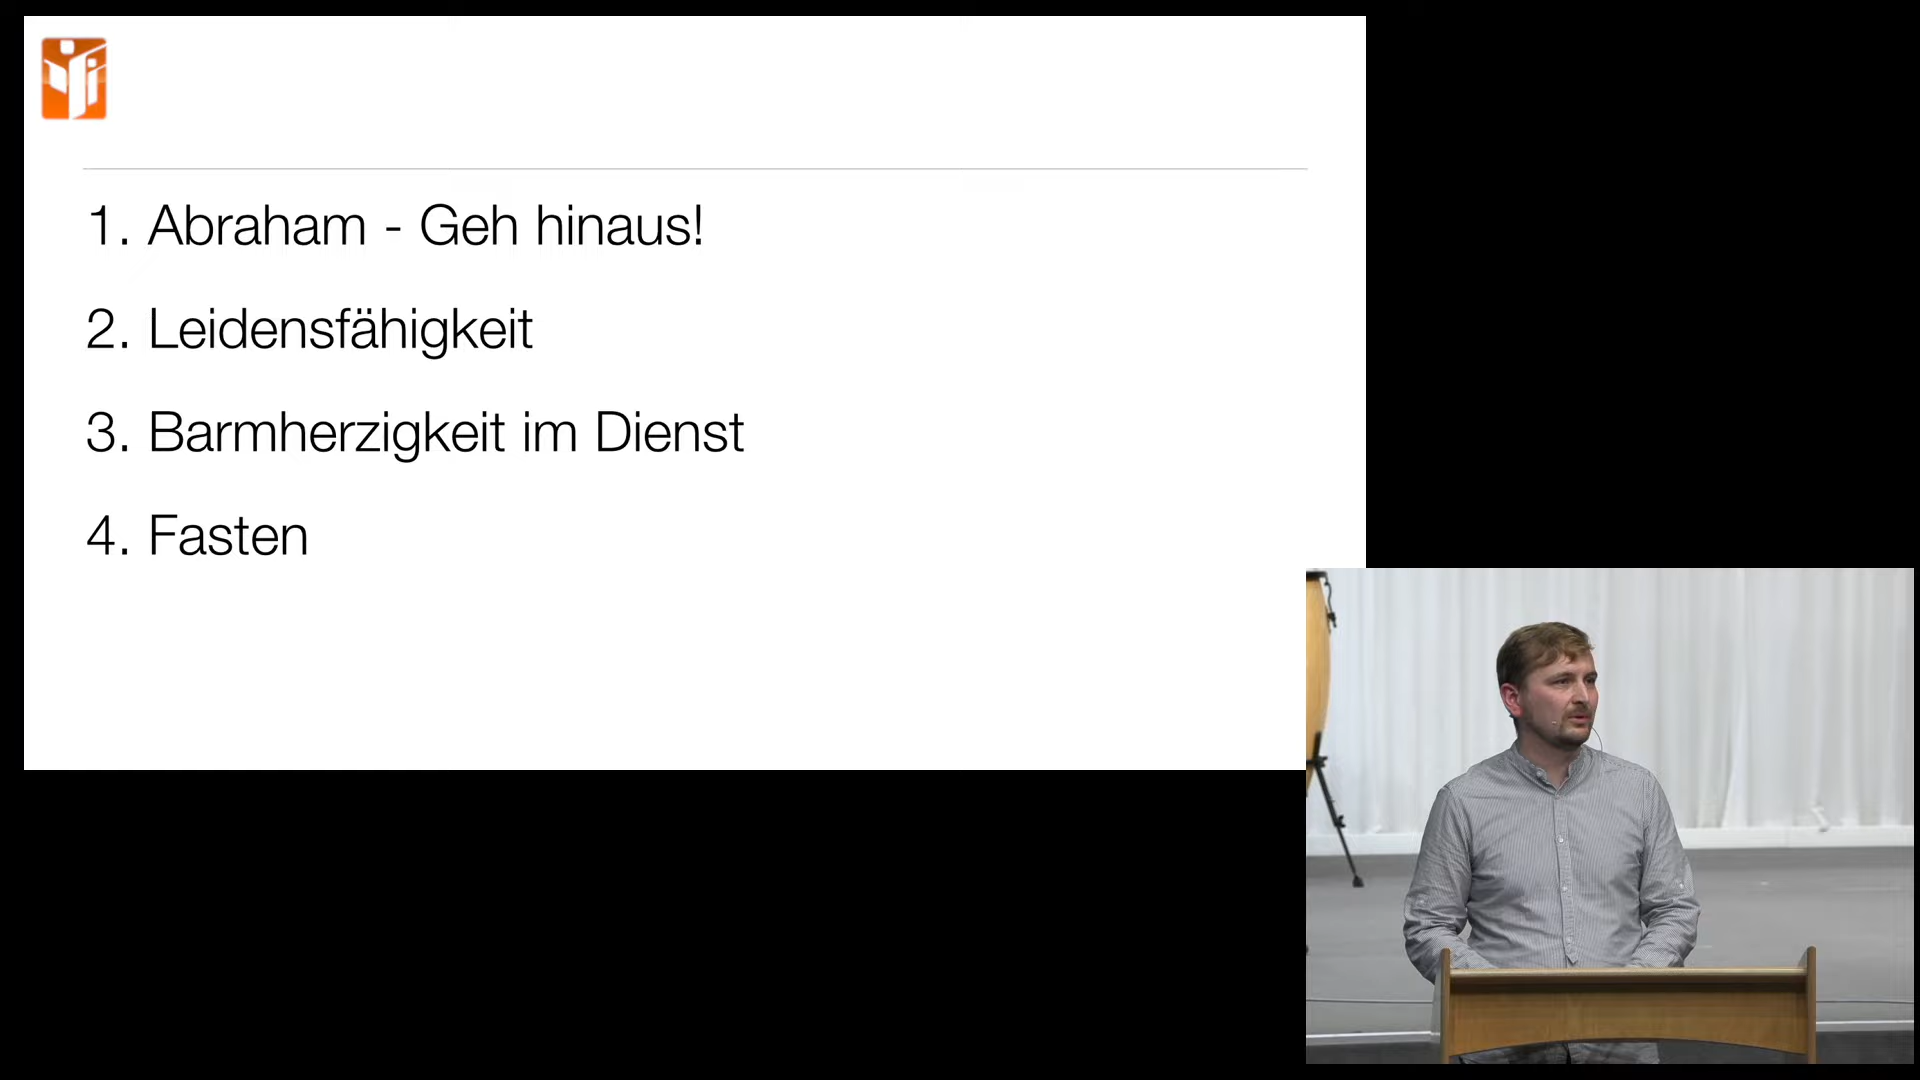 1. Abraham - Geh hinaus!
2. Leidensfähigkeit
3. Barmherzigkeit im Dienst
4. Fasten